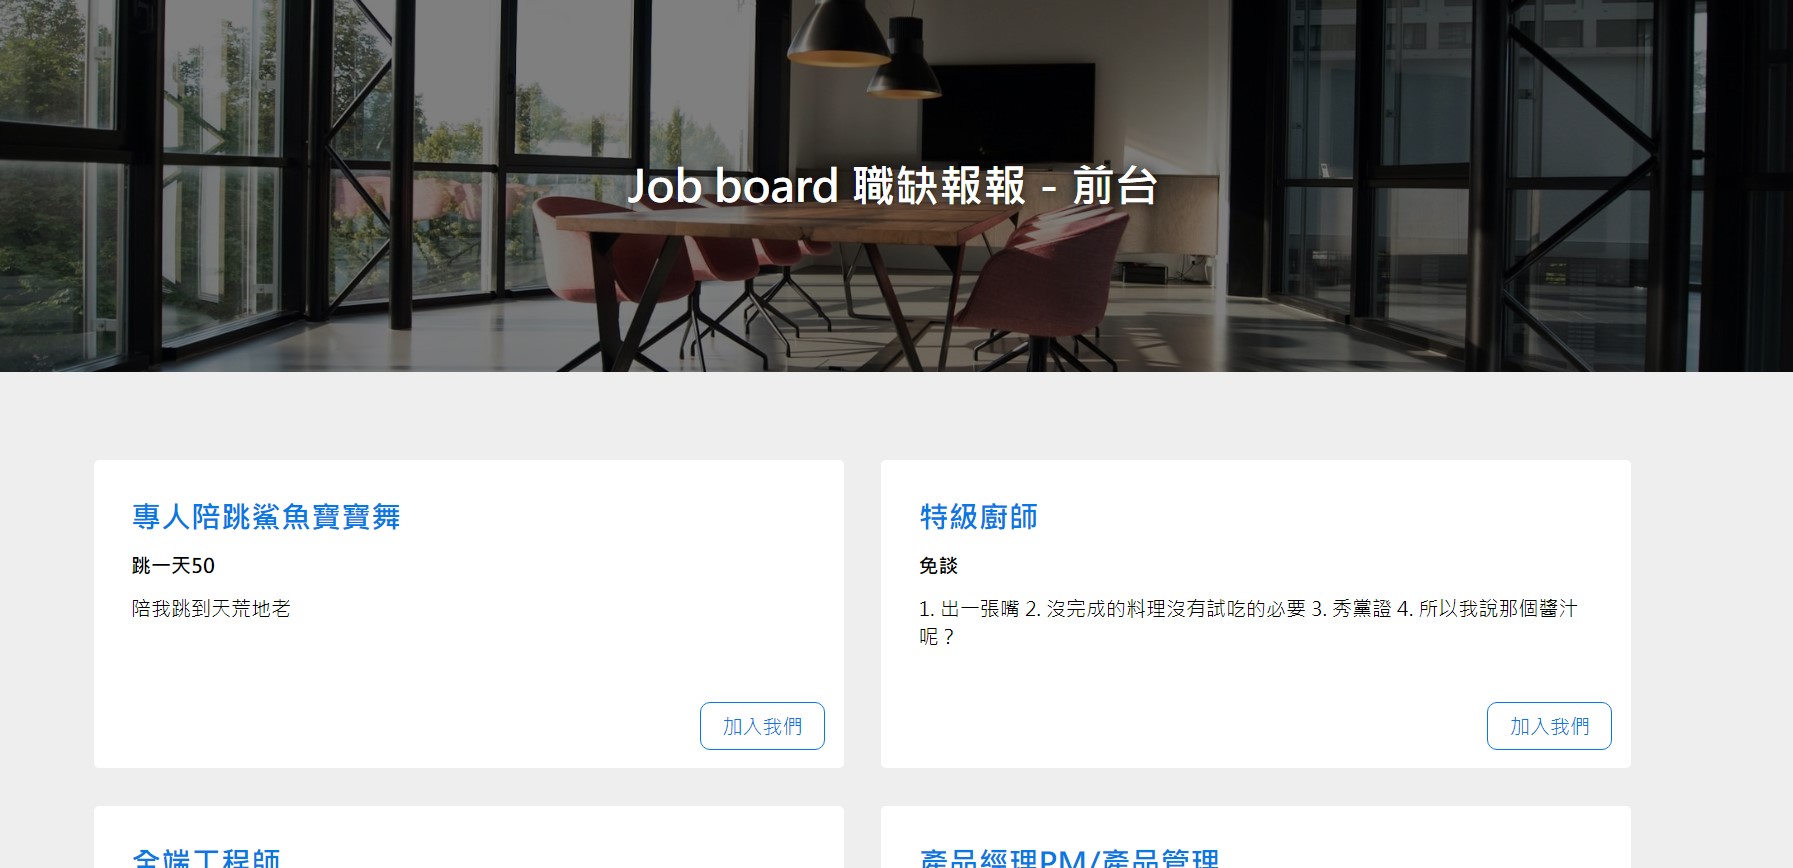 Job board 職缺報報 - 前台
專人陪跳鯊魚寶寶舞
跳一天50
陪我跳到天荒地老
加入我們
特級廚師
免談
1. 出一張嘴 2. 沒完成的料理沒有試吃的必要 3. 秀黨證 4. 所以我說那個醬汁
呢？
加入我們
全端工程師
產品經理PM/產品管理